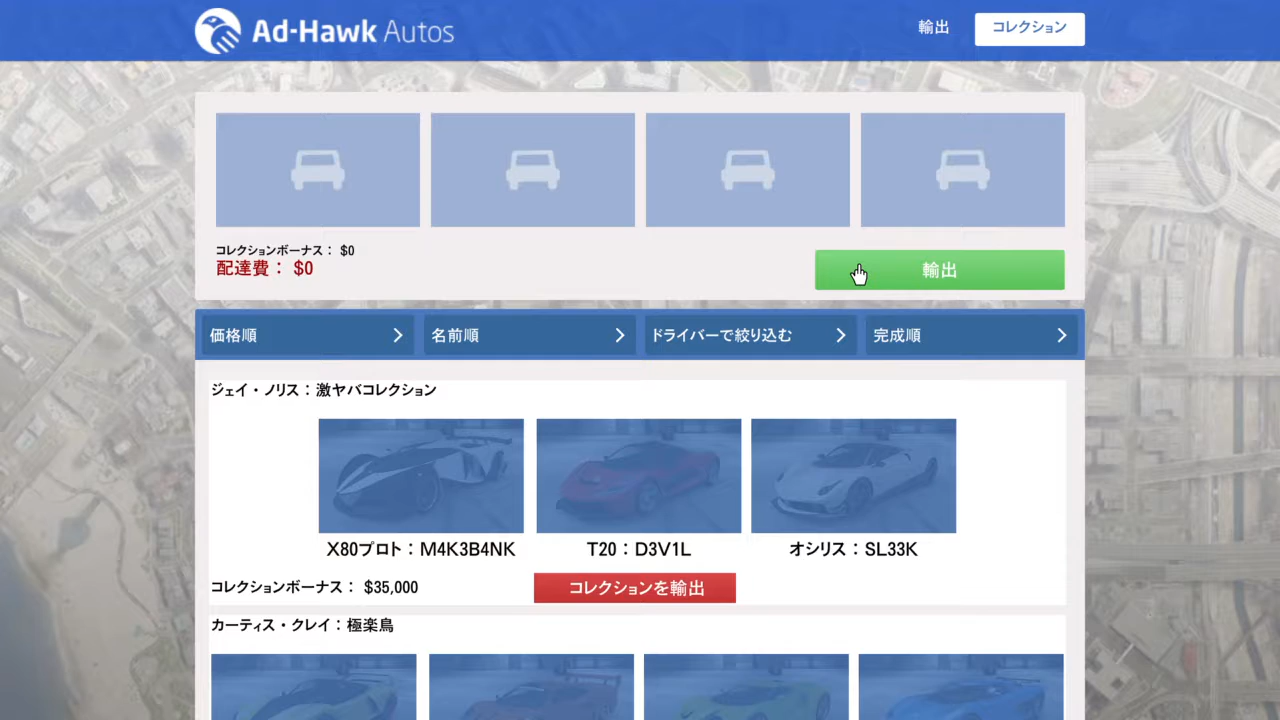 Ad-Hawk Autos
輸出
コレクション
コレクションボーナス： $0
配達費： $0
輸出
価格順
名前順
ドライバーで絞り込む
完成順
ジェイ・ノリス：激ヤバコレクション
X80プロト：M4K3B4NK
T20：D3V1L
オシリス：SL33K
コレクションボーナス： $35,000
コレクションを輸出
カーティス・クレイ：極楽鳥